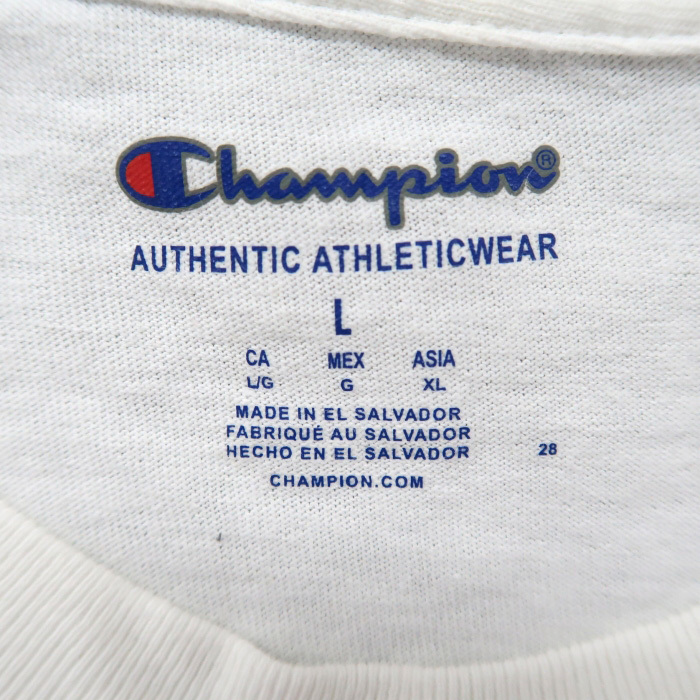 Champion®
AUTHENTIC ATHLETICWEAR
L
CA MEX ASIA
L/G G XL
MADE IN EL SALVADOR
FABRIQUÉ AU SALVADOR
HECHO EN EL SALVADOR 28
CHAMPION.COM